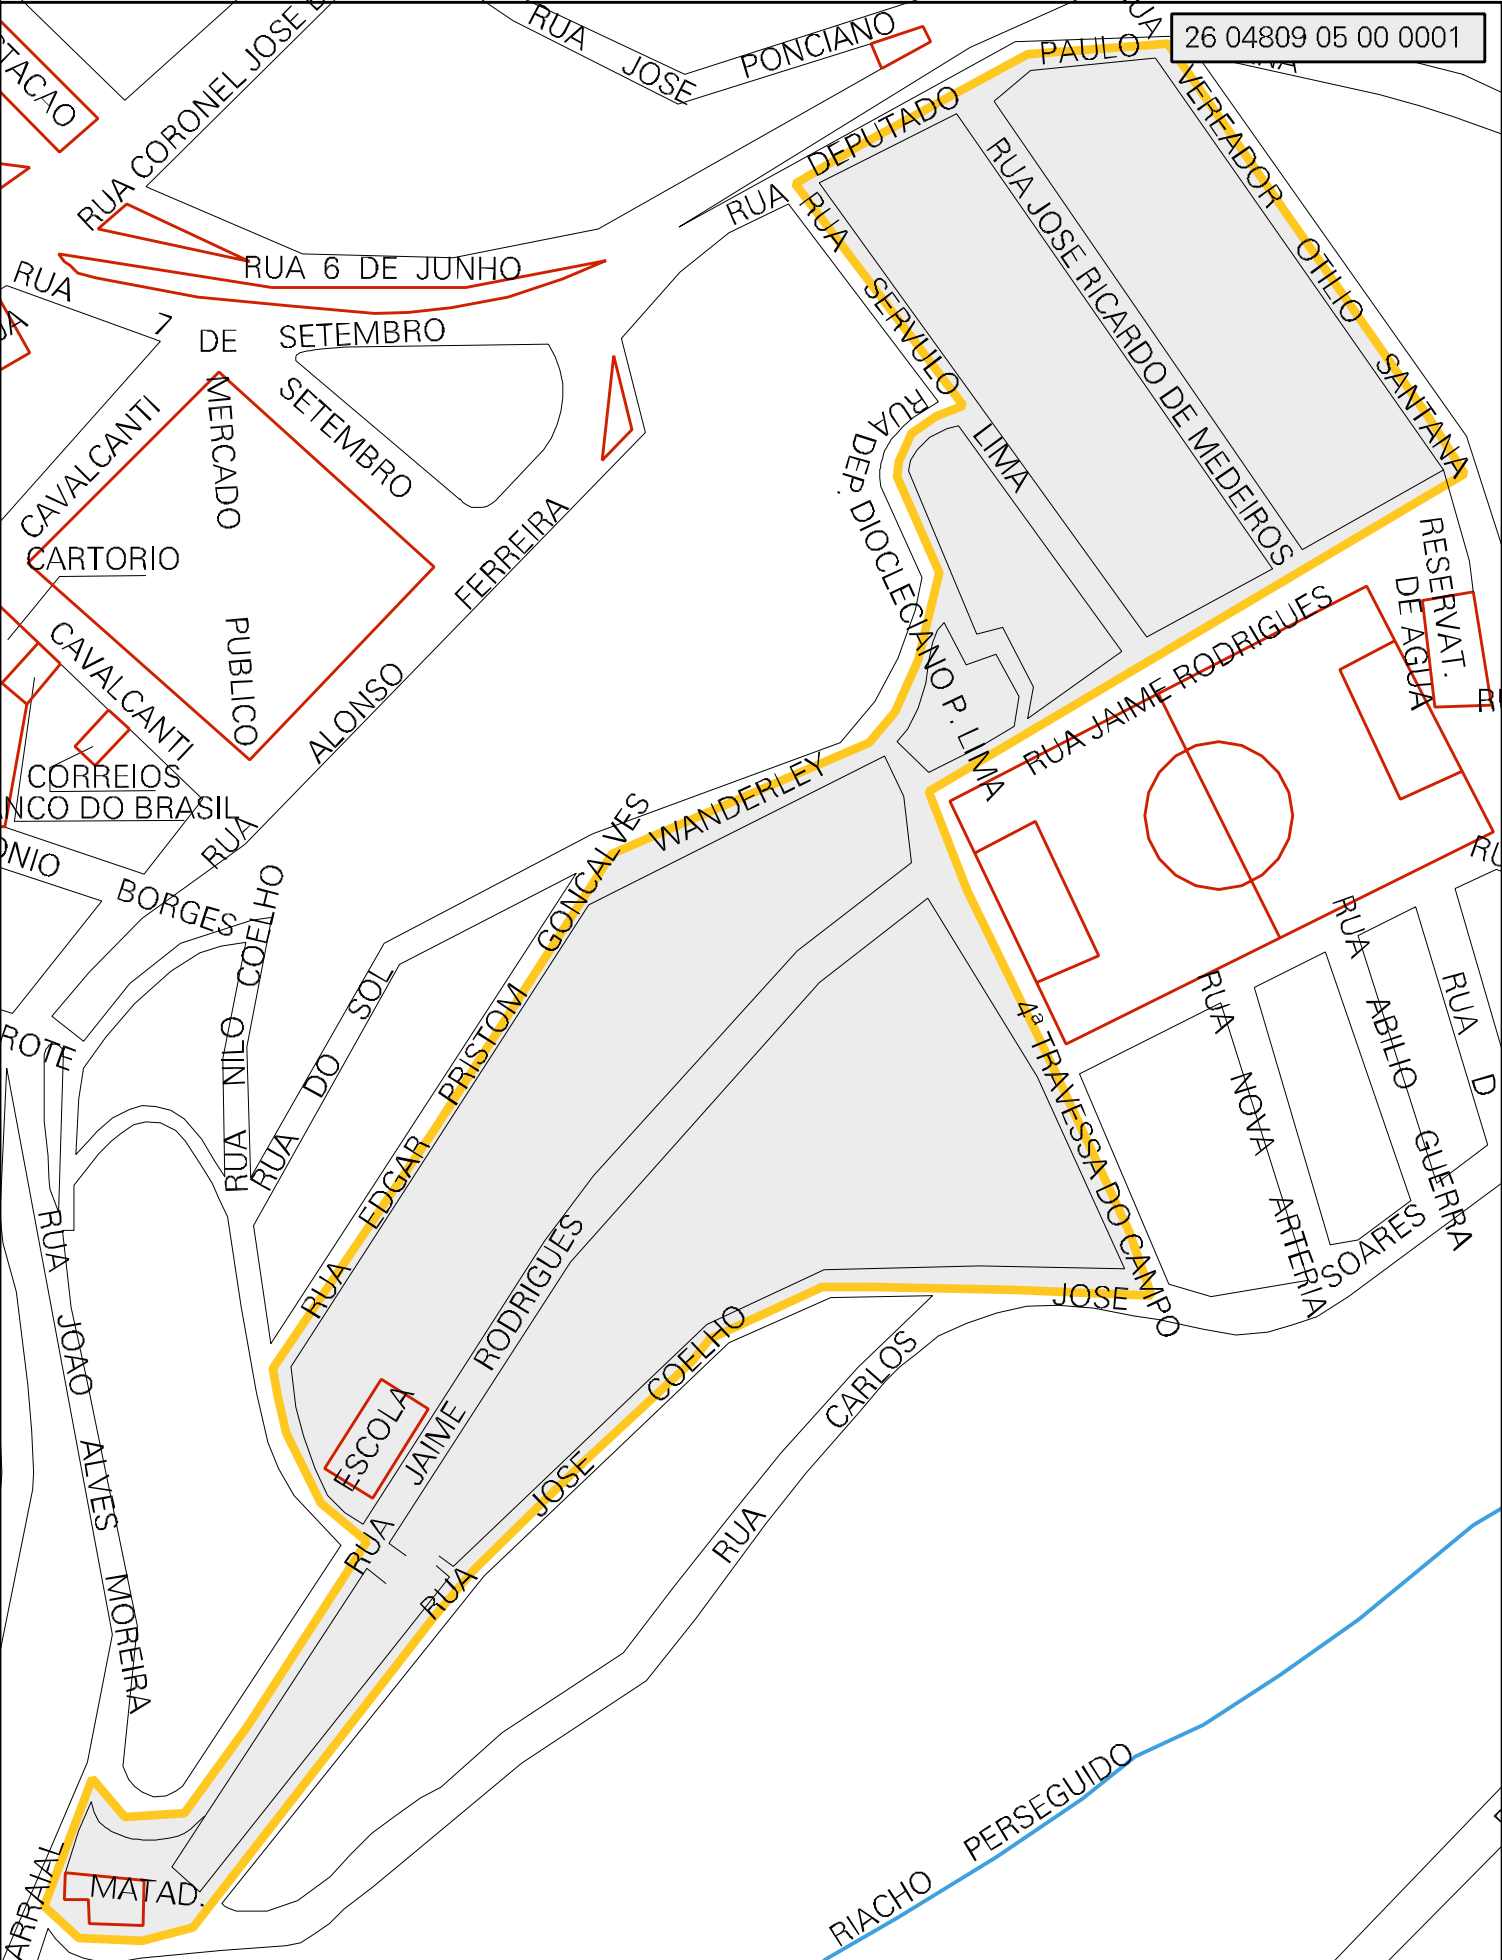 26 04809 05 00 0001
RUA JOSE PONCIANO
RUA CORONEL JOSE
RUA DEPUTADO PAULO
VEREADOR OTILIO SANTANA
RUA JOSE RICARDO DE MEDEIROS
RUA SERVULO LIMA
RUA 6 DE JUNHO
RUA 7 DE SETEMBRO
SETEMBRO
CAVALCANTI
MERCADO PUBLICO
CARTORIO
CAVALCANTI
CORREIOS
DO BRASIL
RUA ALONSO FERREIRA
RUA DEP. DIOCLECIANO P. LIMA
RESERVAT.
DE AGUA
RUA JAIME RODRIGUES
BORGES
RUA NILO COELHO
RUA DO SOL
RUA EDGAR PRISTOM GONCALVES WANDERLEY
4ª TRAVESSA DO CAMPO
RUA NOVA ARTERIA
RUA ABILIO GUERRA
RUA D
RUA JOAO ALVES MOREIRA
ESCOLA
RUA JAIME RODRIGUES
RUA JOSE COELHO
JOSE SOARES
RUA CARLOS
MATAD.
ARRAIAL
RIACHO PERSEGUIDO